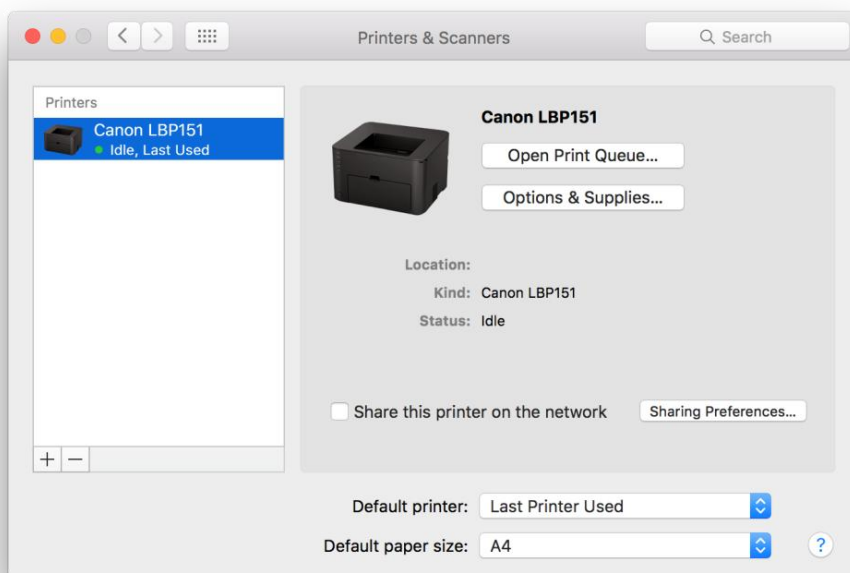 Printers & Scanners
Search
Printers
Canon LBP151
Idle, Last Used
Canon LBP151
Open Print Queue...
Options & Supplies...
Location:
Kind: Canon LBP151
Status: Idle
Share this printer on the network
Sharing Preferences...
+ −
Default printer: Last Printer Used
Default paper size: A4
?